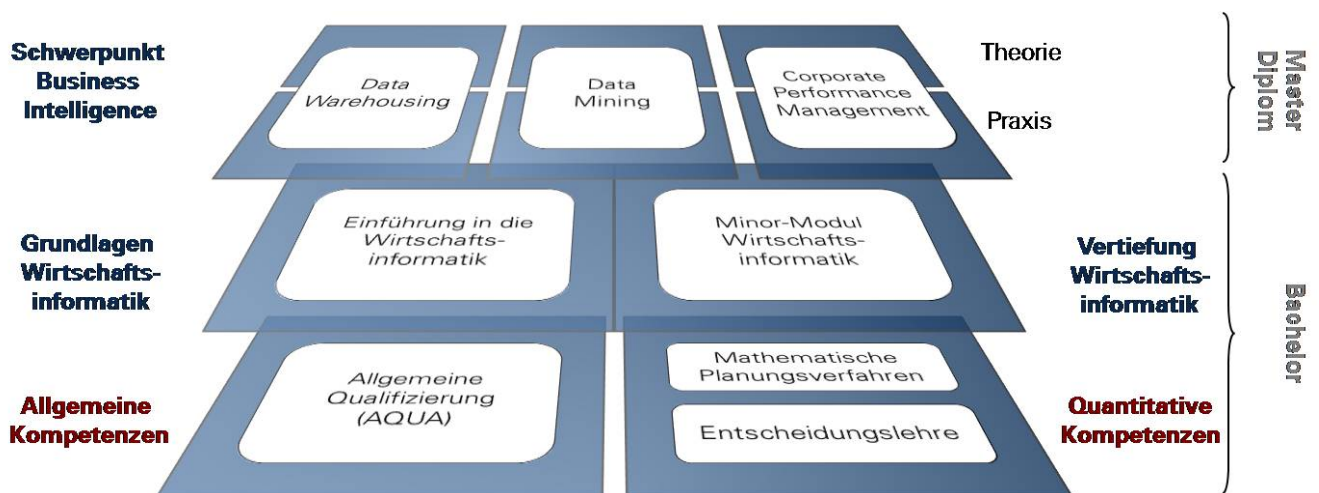 Schwerpunkt
Business
Intelligence
Data
Warehousing
Data
Mining
Corporate
Performance
Management
Theorie
Praxis
Master
Diplom
Grundlagen
Wirtschafts-
informatik
Einführung in die
Wirtschafts-
informatik
Minor-Modul
Wirtschafts-
informatik
Vertiefung
Wirtschafts-
informatik
Bachelor
Allgemeine
Kompetenzen
Allgemeine
Qualifizierung
(AQUA)
Mathematische
Planungsverfahren
Entscheidungslehre
Quantitative
Kompetenzen